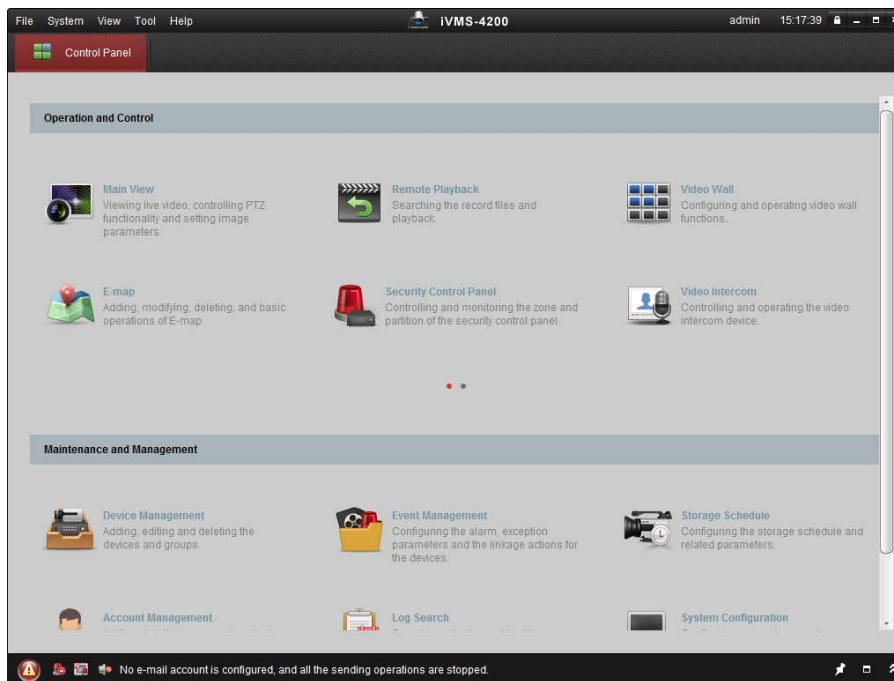 File System View Tool Help iVMS-4200 admin 15:17:39
Control Panel
Operation and Control
Main View
Viewing live video, controlling PTZ
functionality and setting image
parameters.
Remote Playback
Searching the record files and
playback.
Video Wall
Configuring and operating video wall
functions.
E-map
Adding, modifying, deleting, and basic
operations of E-map.
Security Control Panel
Controlling and monitoring the zone and
partition of the security control panel.
Video Intercom
Controlling and operating the video
intercom device.
Maintenance and Management
Device Management
Adding, editing and deleting the
devices and groups.
Event Management
Configuring the alarm, exception
parameters and the linkage actions for
the devices.
Storage Schedule
Configuring the storage schedule and
related parameters.
Account Management
Log Search
System Configuration
No e-mail account is configured, and all the sending operations are stopped.